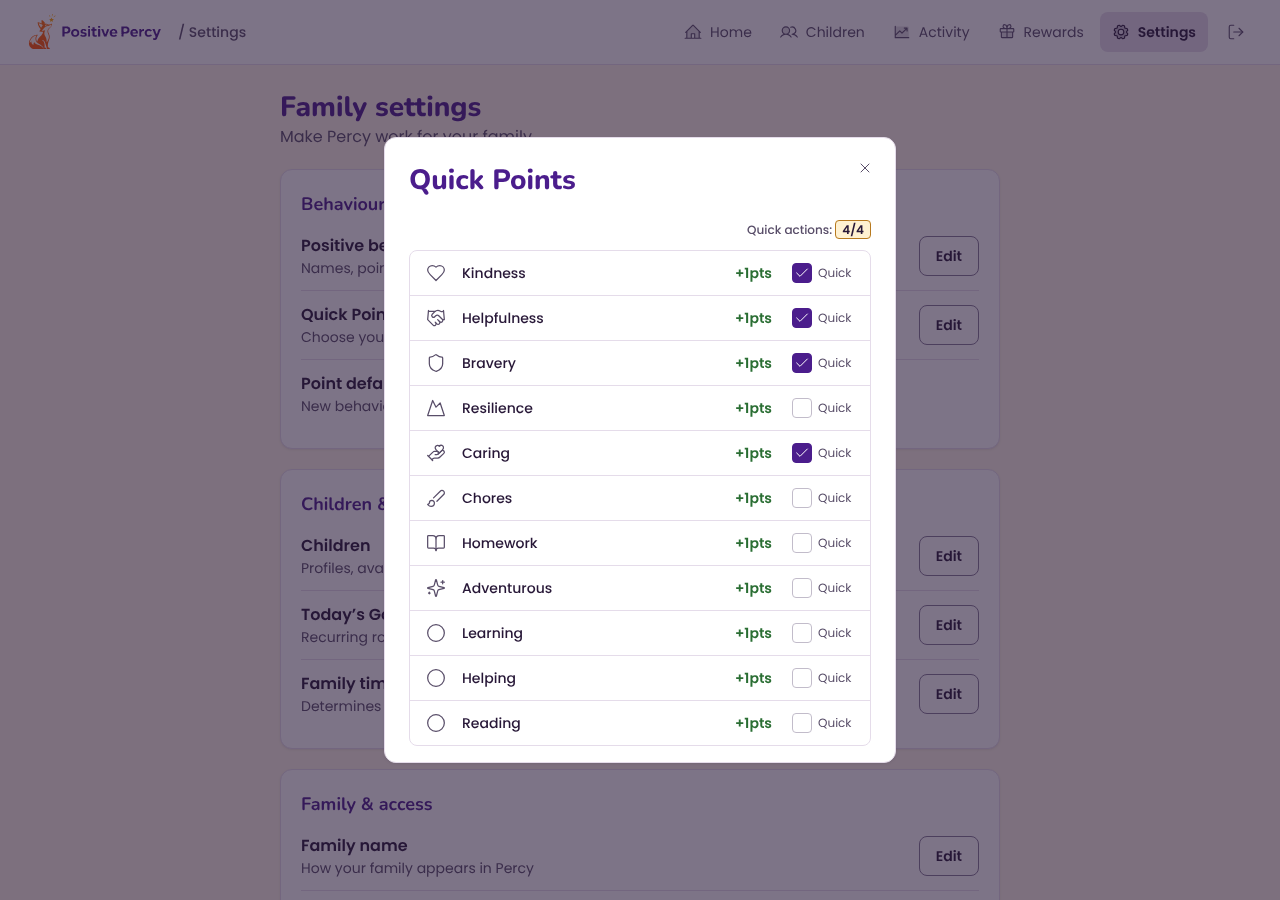 Positive Percy / Settings Home Children Activity Rewards Settings
Family settings
Make Percy work for your family
Quick Points
Quick actions: 4/4
Kindness +1pts Quick
Helpfulness +1pts Quick
Bravery +1pts Quick
Resilience +1pts Quick
Caring +1pts Quick
Chores +1pts Quick
Homework +1pts Quick
Adventurous +1pts Quick
Learning +1pts Quick
Helping +1pts Quick
Reading +1pts Quick
Behaviour
Positive be
Names, poin
Edit
Quick Poin
Choose you
Edit
Point defa
New behavi
Children &
Children
Profiles, ava
Edit
Today’s Go
Recurring ro
Edit
Family tim
Determines
Edit
Family & access
Family name
How your family appears in Percy
Edit